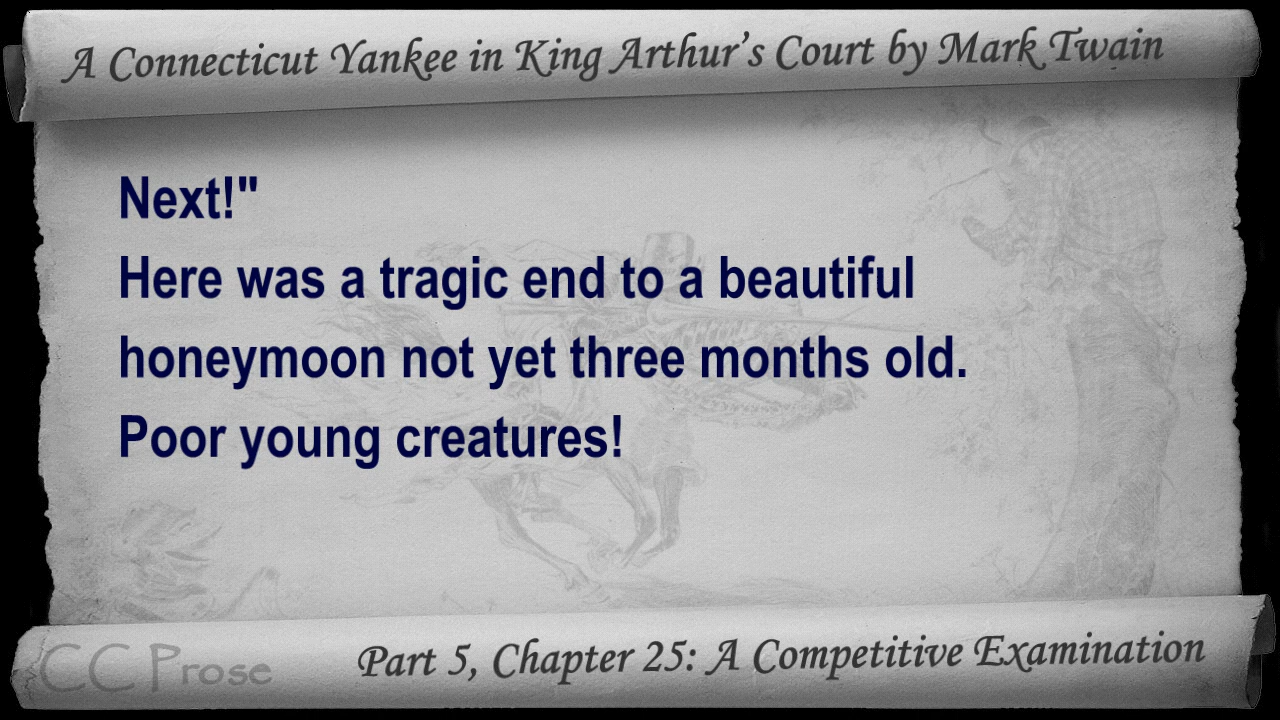 A Connecticut Yankee in King Arthur's Court by Mark Twain
Next!"
Here was a tragic end to a beautiful
honeymoon not yet three months old.
Poor young creatures!
CC Prose
Part 5, Chapter 25: A Competitive Examination